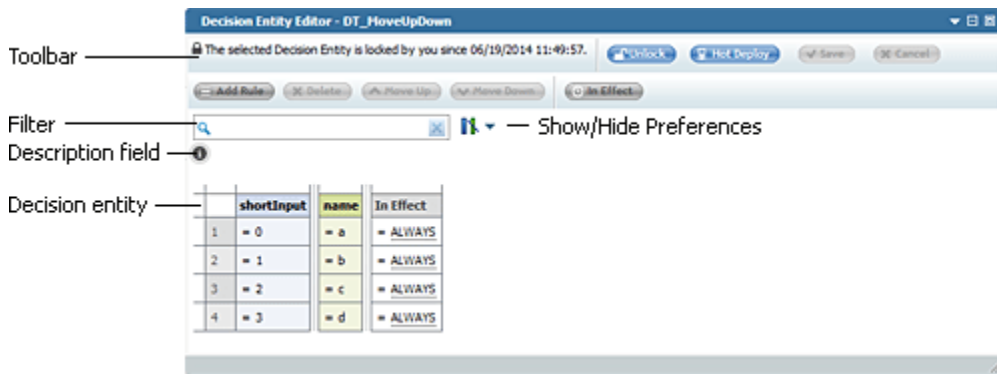 Decision Entity Editor - DT_MoveUpDown
Toolbar
The selected Decision Entity is locked by you since 06/19/2014 11:49:57. Unlock Hot Deploy Save Cancel
Add Rule Delete Move Up Move Down In Effect
Filter
Show/Hide Preferences
Description field
Decision entity
shortInput name In Effect
1 = 0 = a = ALWAYS
2 = 1 = b = ALWAYS
3 = 2 = c = ALWAYS
4 = 3 = d = ALWAYS